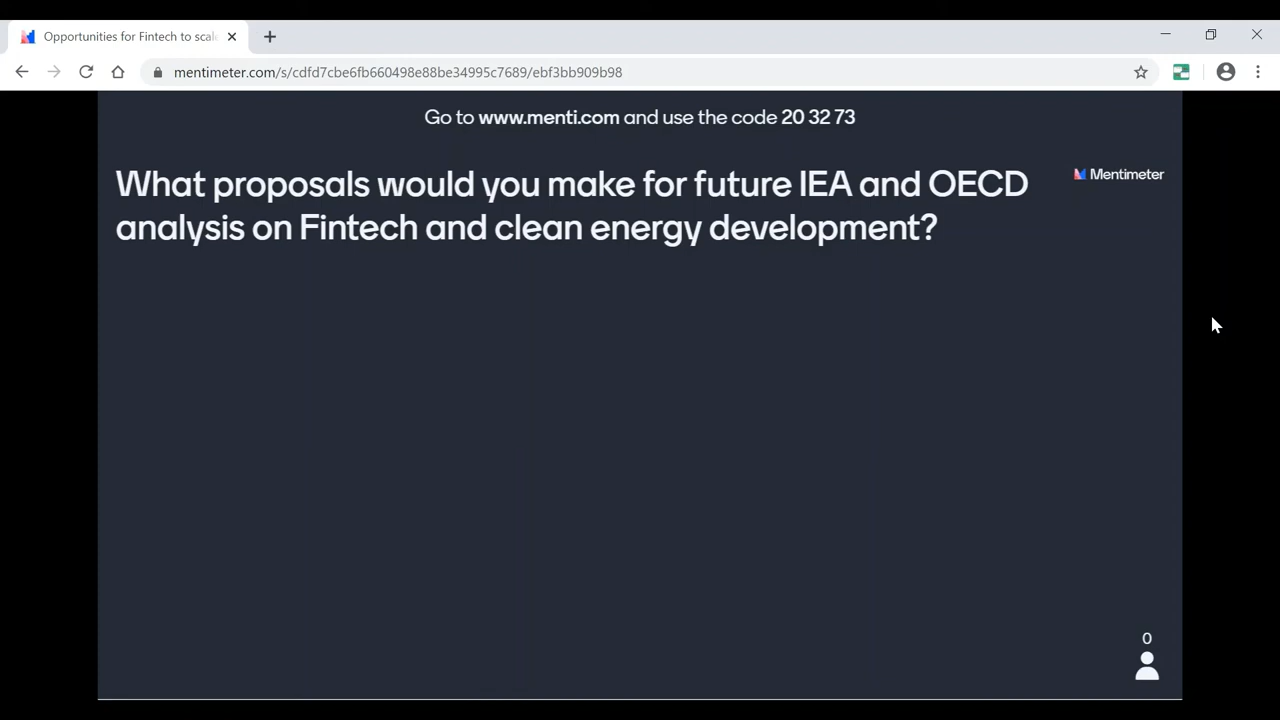 Opportunities for Fintech to scale
mentimeter.com/s/cdfd7cbe6fb660498e88be34995c7689/ebf3bb909b98
Go to www.menti.com and use the code 20 32 73
What proposals would you make for future IEA and OECD
analysis on Fintech and clean energy development?
Mentimeter
0